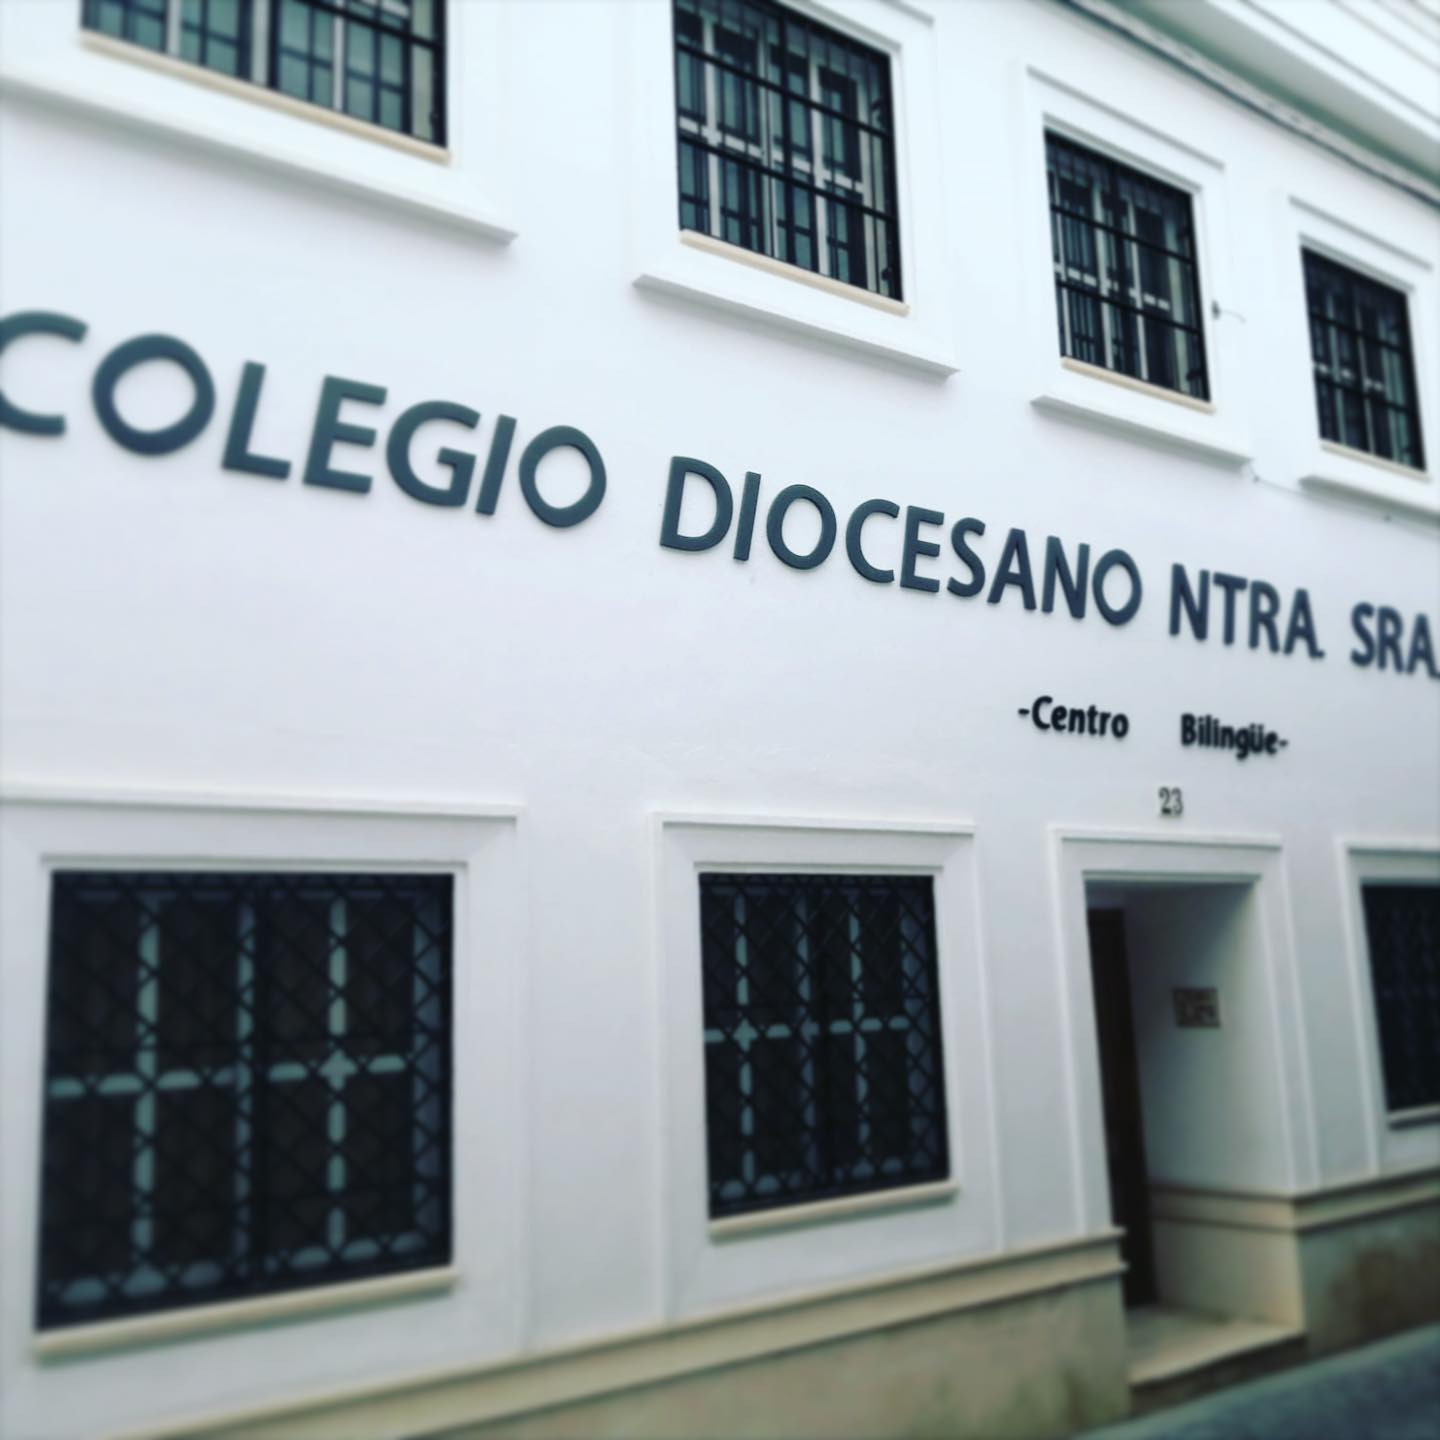 COLEGIO DIOCESANO NTRA. SRA.
-Centro Bilingüe-
23